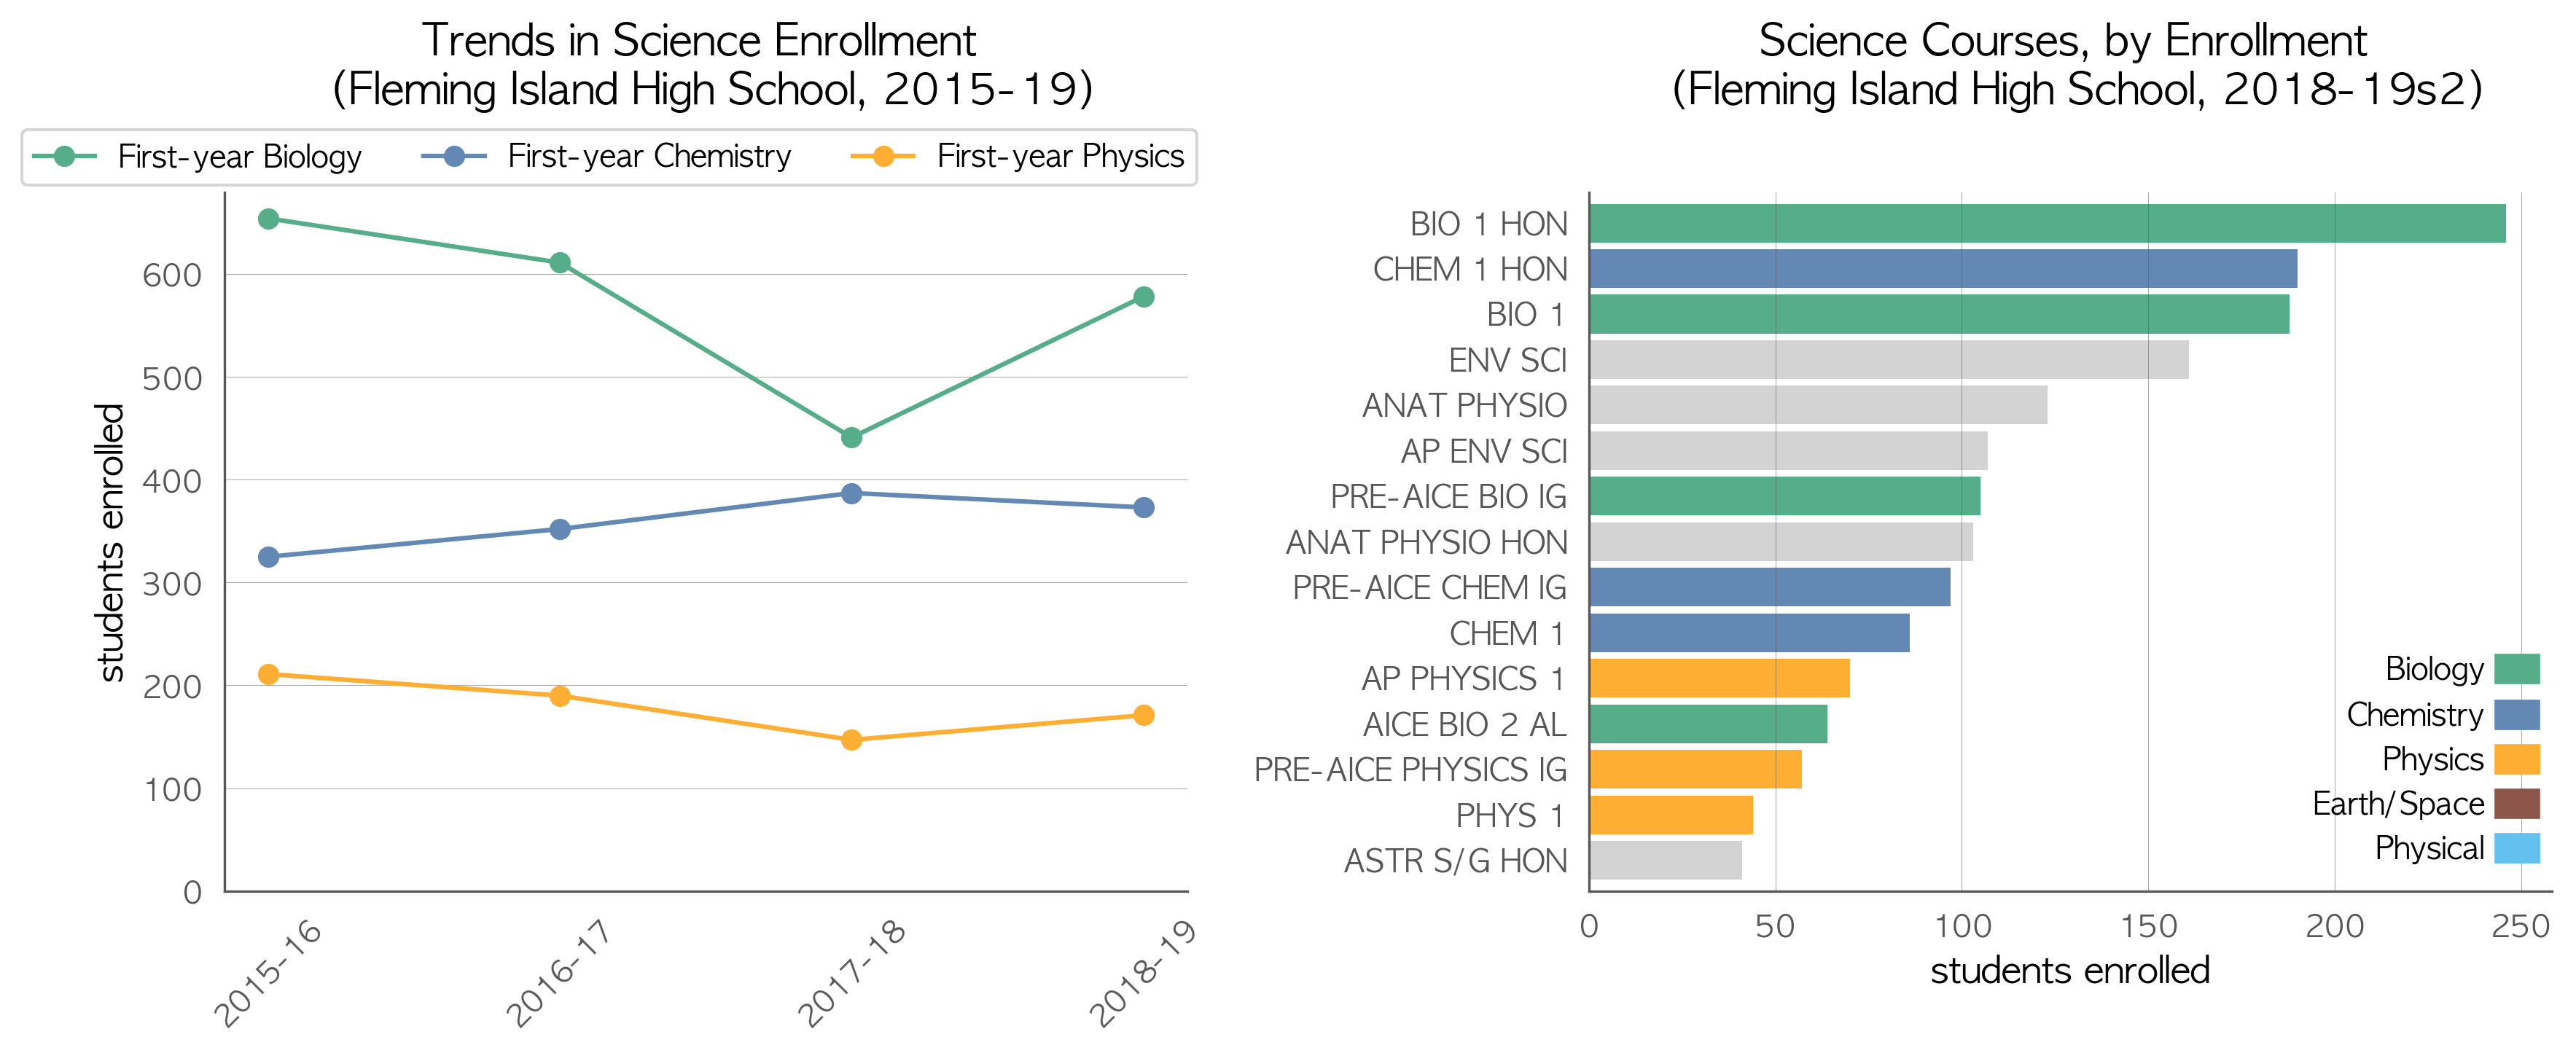 Trends in Science Enrollment
(Fleming Island High School, 2015-19)
First-year Biology
First-year Chemistry
First-year Physics
students enrolled
600
500
400
300
200
100
0
2015-16
2016-17
2017-18
2018-19
Science Courses, by Enrollment
(Fleming Island High School, 2018-19s2)
BIO 1 HON
CHEM 1 HON
BIO 1
ENV SCI
ANAT PHYSIO
AP ENV SCI
PRE-AICE BIO IG
ANAT PHYSIO HON
PRE-AICE CHEM IG
CHEM 1
AP PHYSICS 1
AICE BIO 2 AL
PRE-AICE PHYSICS IG
PHYS 1
ASTR S/G HON
Biology
Chemistry
Physics
Earth/Space
Physical
0
50
100
150
200
250
students enrolled